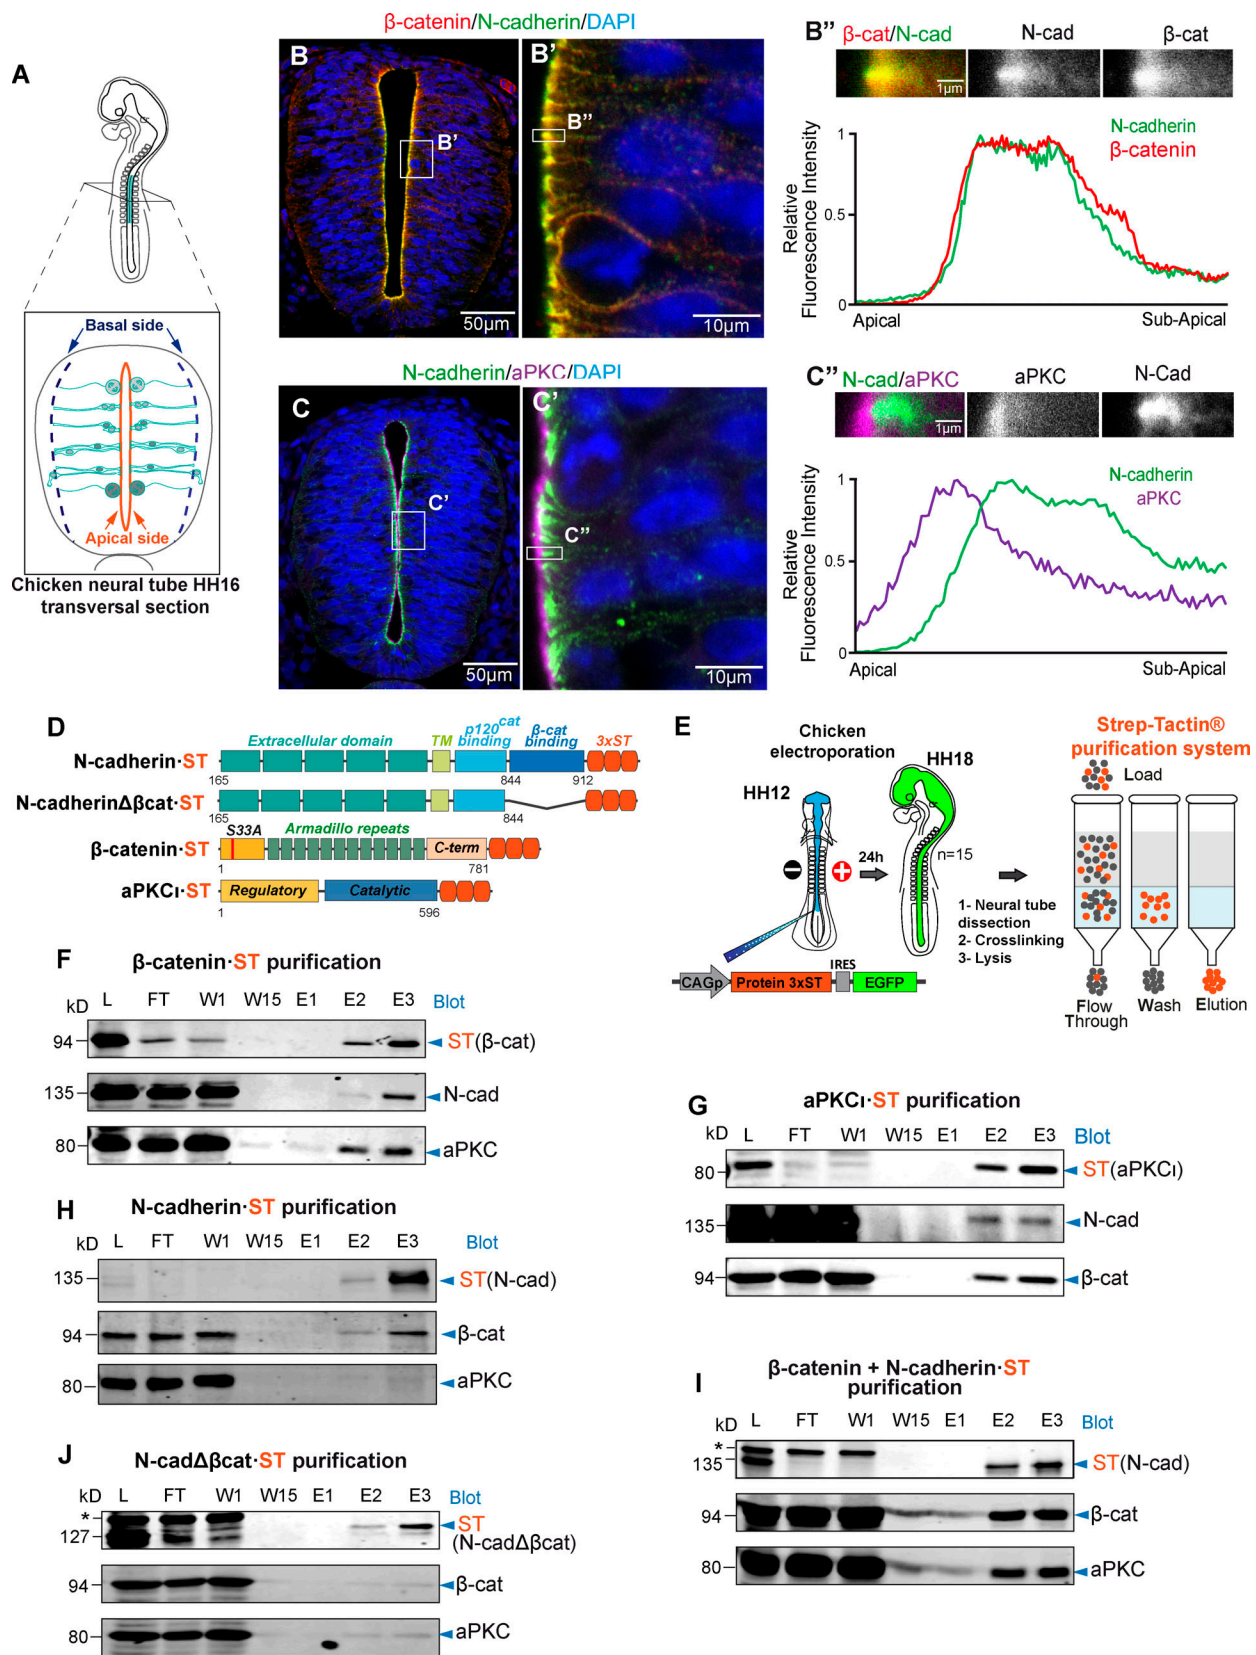 A
Basal side
Apical side
Chicken neural tube HH16
transversal section
β-catenin/N-cadherin/DAPI
B
B'
50µm
B'
B''
10µm
B''
β-cat/N-cad
N-cad
β-cat
1µm
N-cadherin
β-catenin
Relative
Fluorescence Intensity
1
0.5
0
Apical
Sub-Apical
N-cadherin/aPKC/DAPI
C
C'
50µm
C'
C''
10µm
C''
N-cad/aPKC
aPKC
N-Cad
1µm
N-cadherin
aPKC
Relative
Fluorescence Intensity
1
0.5
0
Apical
Sub-Apical
D
Extracellular domain
TM
p120cat
binding
β-cat
binding
3xST
N-cadherin·ST
165
844
912
N-cadherinΔβcat·ST
165
844
S33A
Armadillo repeats
β-catenin·ST
C-term
1
781
aPKCι·ST
Regulatory
Catalytic
1
596
E
Chicken
electroporation
HH12
HH18
24h
n=15
1- Neural tube
dissection
2- Crosslinking
3- Lysis
CAGp
Protein 3xST
IRES
EGFP
Strep-Tactin®
purification system
Load
Flow
Through
Wash
Elution
F
β-catenin·ST purification
kD
L FT W1 W15 E1 E2 E3 Blot
94
ST(β-cat)
135
N-cad
80
aPKC
G
aPKCι·ST purification
kD
L FT W1 W15 E1 E2 E3 Blot
80
ST(aPKCι)
135
N-cad
94
β-cat
H
N-cadherin·ST purification
kD
L FT W1 W15 E1 E2 E3 Blot
135
ST(N-cad)
94
β-cat
80
aPKC
I
β-catenin + N-cadherin·ST
purification
kD
L FT W1 W15 E1 E2 E3 Blot
*
135
ST(N-cad)
94
β-cat
80
aPKC
J
N-cadΔβcat·ST purification
kD
L FT W1 W15 E1 E2 E3 Blot
*
127
ST
(N-cadΔβcat)
94
β-cat
80
aPKC